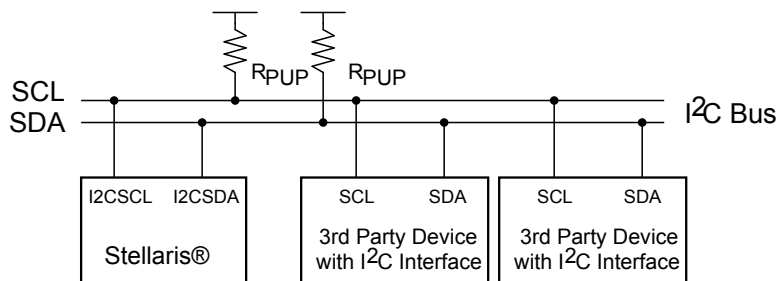 RPUP RPUP
SCL
SDA
I2C Bus
I2CSCL I2CSDA SCL SDA SCL SDA
Stellaris®
3rd Party Device
with I2C Interface
3rd Party Device
with I2C Interface